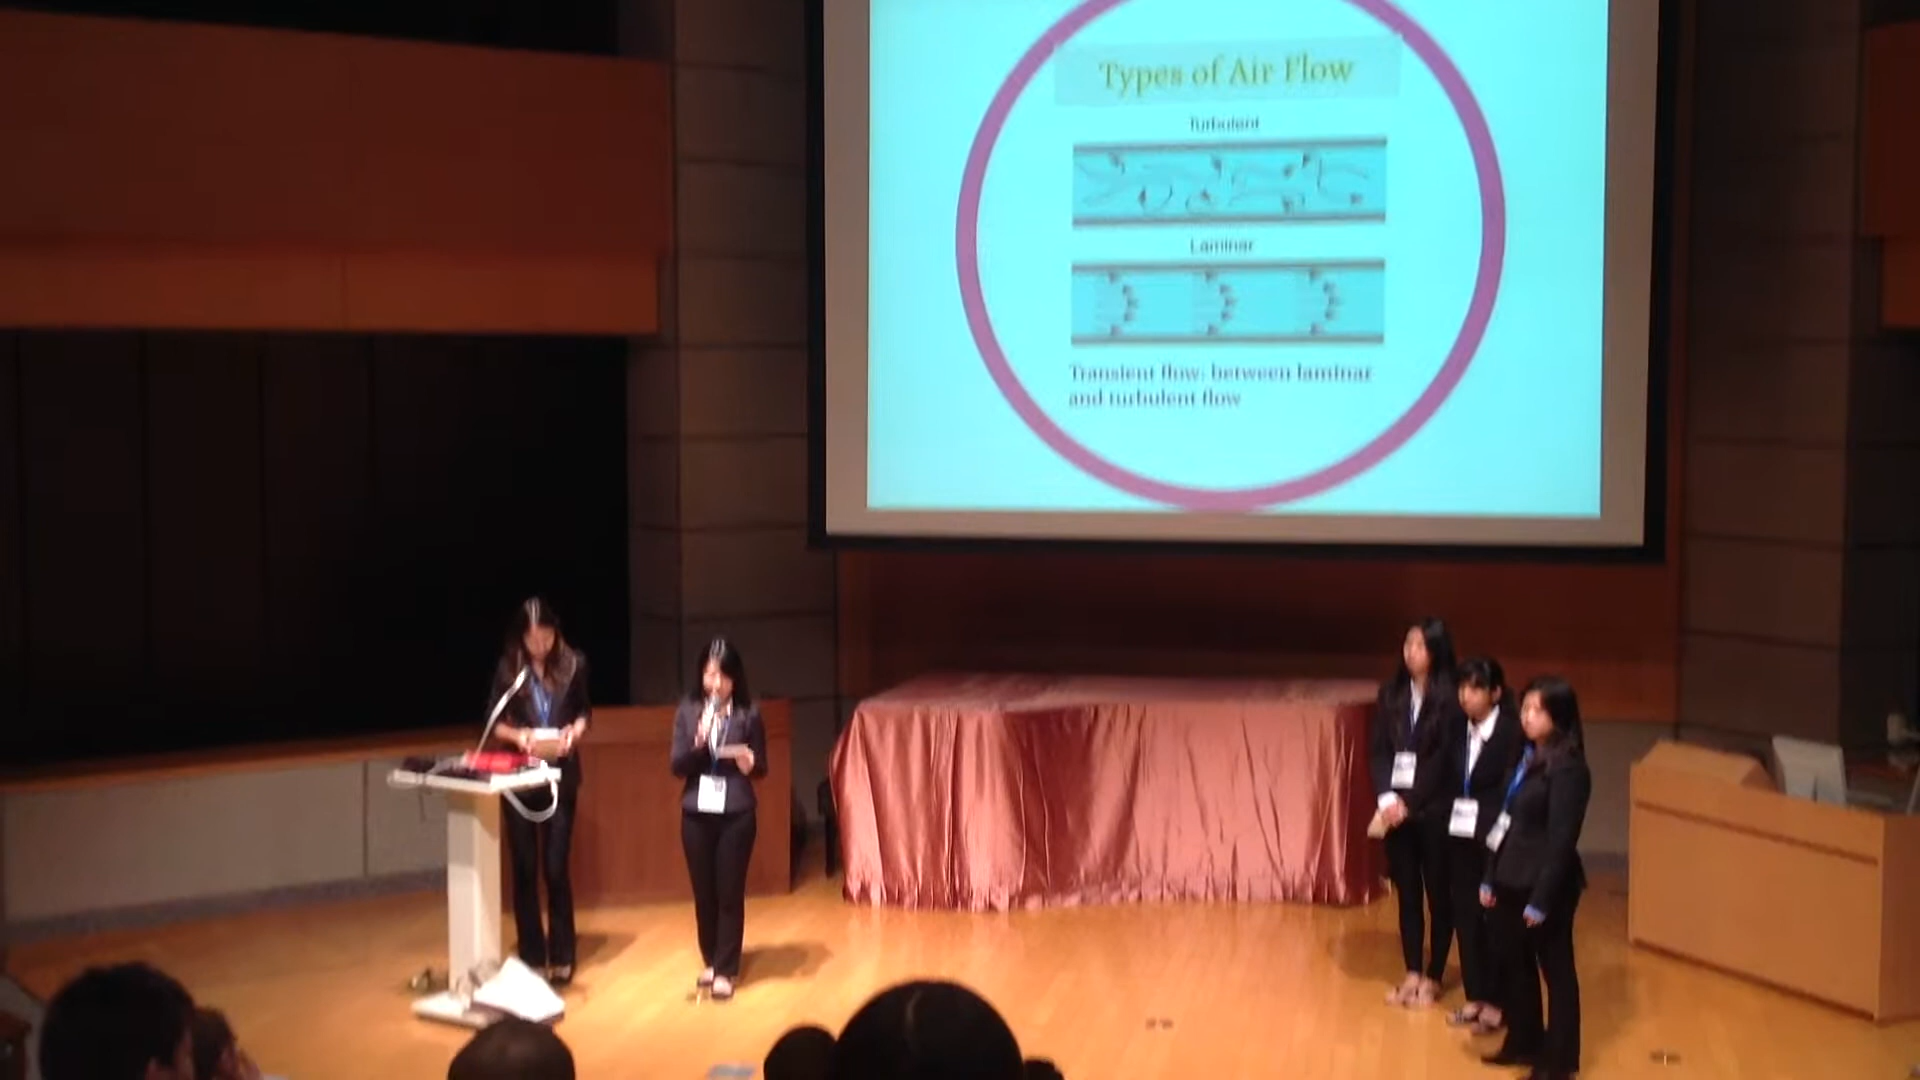 Types of Air Flow
Turbulent
Laminar
Transient flow: between laminar
and turbulent flow